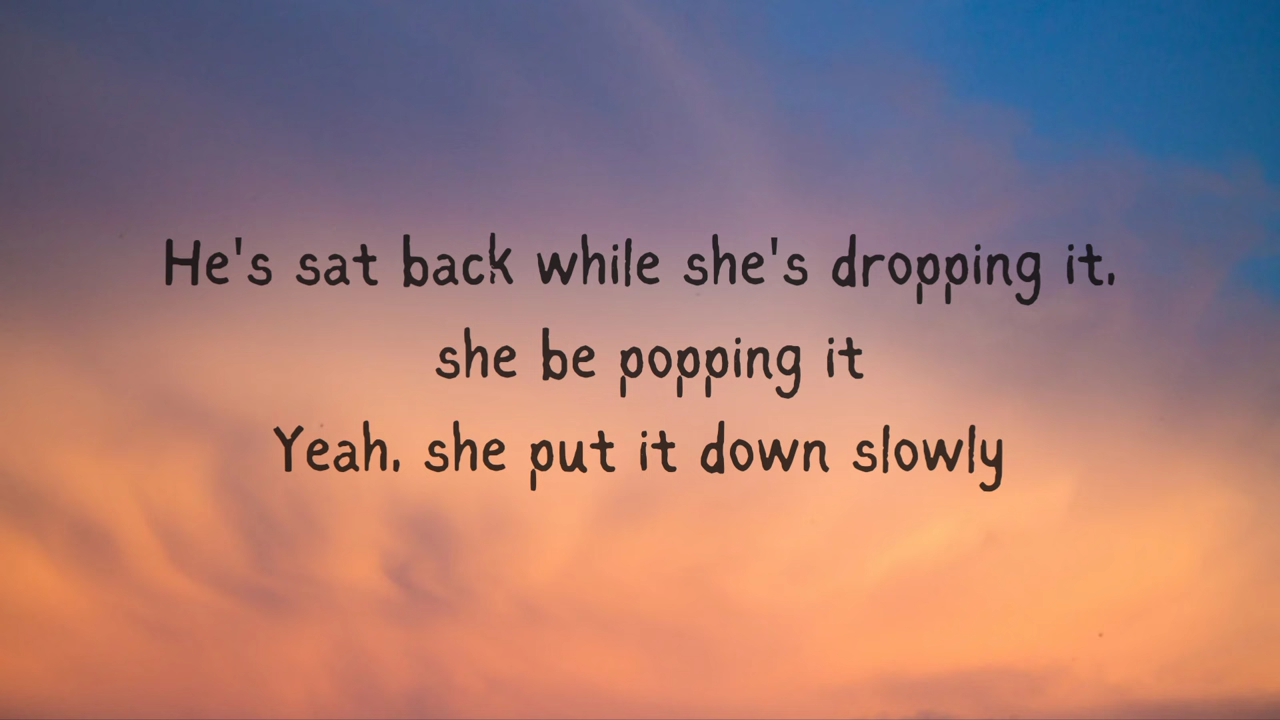 He's sat back while she's dropping it,
she be popping it
Yeah, she put it down slowly